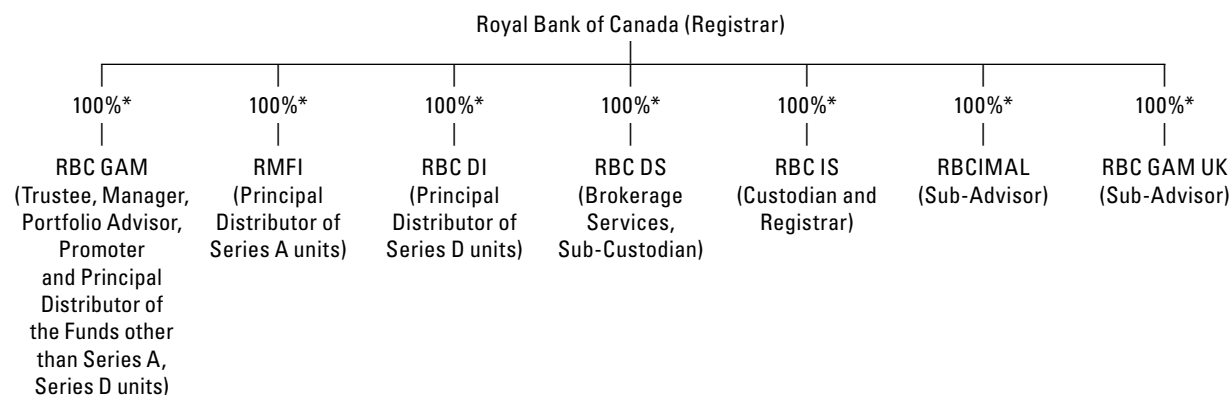 Royal Bank of Canada (Registrar)
100%*
100%*
100%*
100%*
100%*
100%*
100%*
RBC GAM
(Trustee, Manager,
Portfolio Advisor,
Promoter
and Principal
Distributor of
the Funds other
than Series A,
Series D units)
RMFI
(Principal
Distributor of
Series A units)
RBC DI
(Principal
Distributor of
Series D units)
RBC DS
(Brokerage
Services,
Sub-Custodian)
RBC IS
(Custodian and
Registrar)
RBCIMAL
(Sub-Advisor)
RBC GAM UK
(Sub-Advisor)